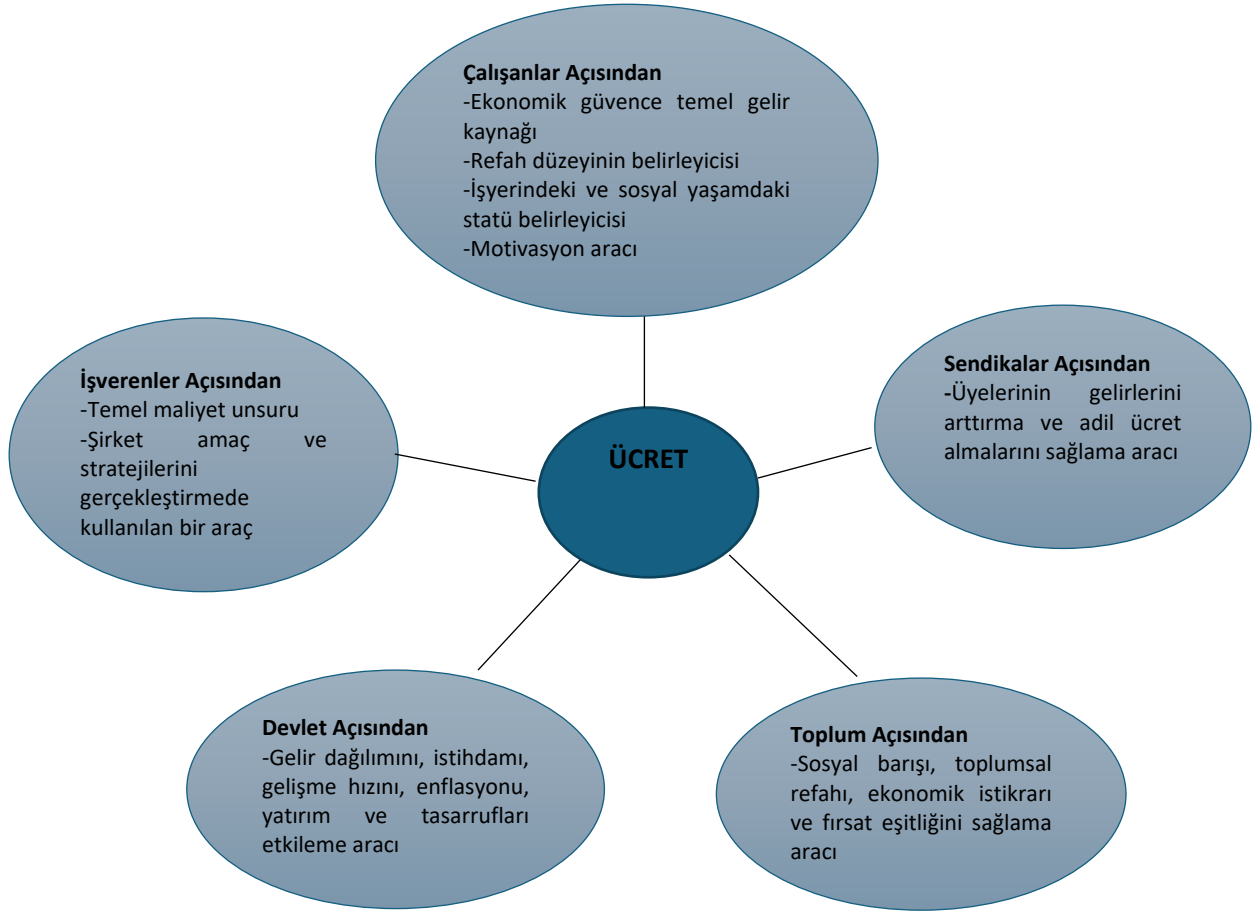 Çalışanlar Açısından
-Ekonomik güvence temel gelir
kaynağı
-Refah düzeyinin belirleyicisi
-İşyerindeki ve sosyal yaşamdaki
statü belirleyicisi
-Motivasyon aracı
İşverenler Açısından
-Temel maliyet unsuru
-Şirket amaç ve
stratejilerini
gerçekleştirmede
kullanılan bir araç
ÜCRET
Sendikalar Açısından
-Üyelerinin gelirlerini
arttırma ve adil ücret
almalarını sağlama aracı
Devlet Açısından
-Gelir dağılımını, istihdamı,
gelişme hızını, enflasyonu,
yatırım ve tasarrufları
etkileme aracı
Toplum Açısından
-Sosyal barışı, toplumsal
refahı, ekonomik istikrarı
ve fırsat eşitliğini sağlama
aracı